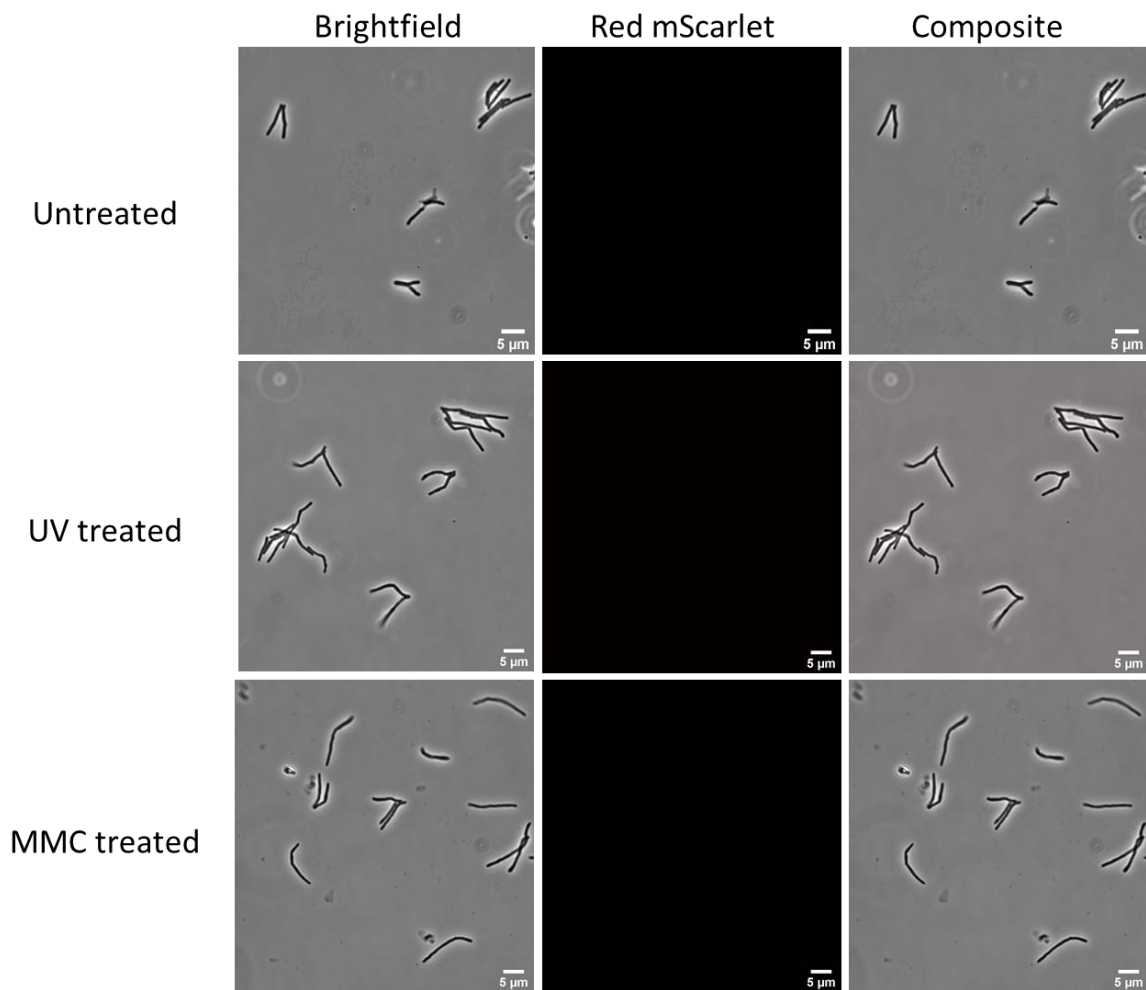 Brightfield Red mScarlet Composite
Untreated
5 µm 5 µm 5 µm
UV treated
5 µm 5 µm 5 µm
MMC treated
5 µm 5 µm 5 µm